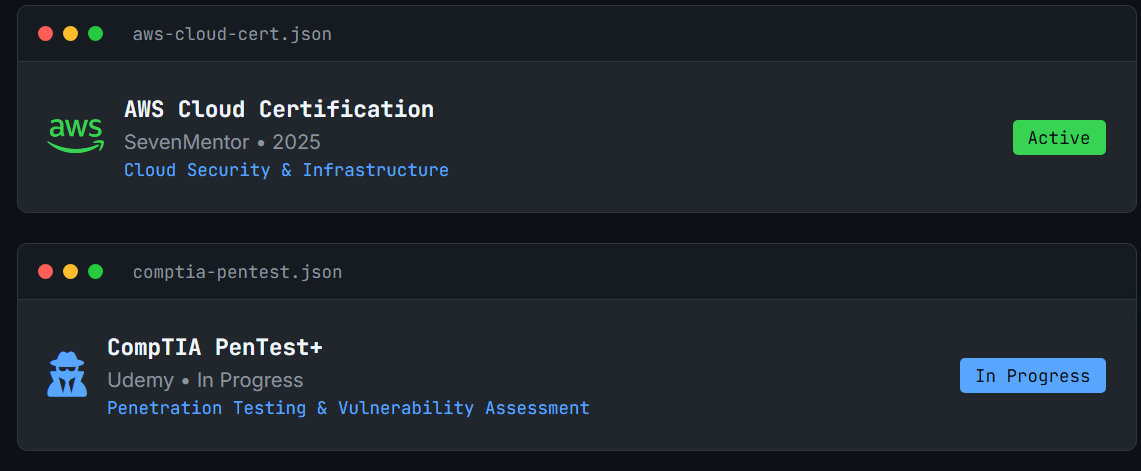 aws-cloud-cert.json
aws
AWS Cloud Certification
SevenMentor • 2025
Cloud Security & Infrastructure
Active
comptia-pentest.json
CompTIA PenTest+
Udemy • In Progress
Penetration Testing & Vulnerability Assessment
In Progress